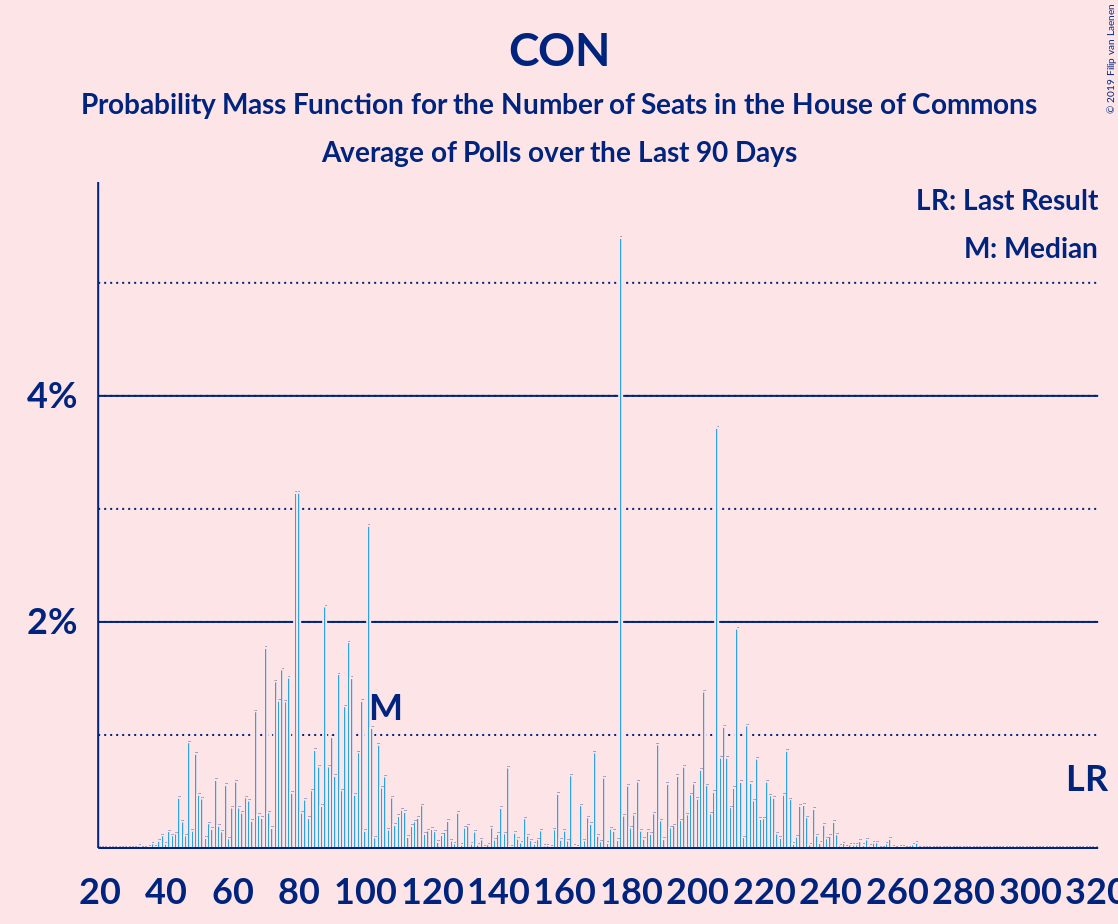 CON
Probability Mass Function for the Number of Seats in the House of Commons
Average of Polls over the Last 90 Days
© 2019 Filip van Laenen
LR: Last Result
M: Median
4%
2%
M
LR
20 40 60 80 100 120 140 160 180 200 220 240 260 280 300 320